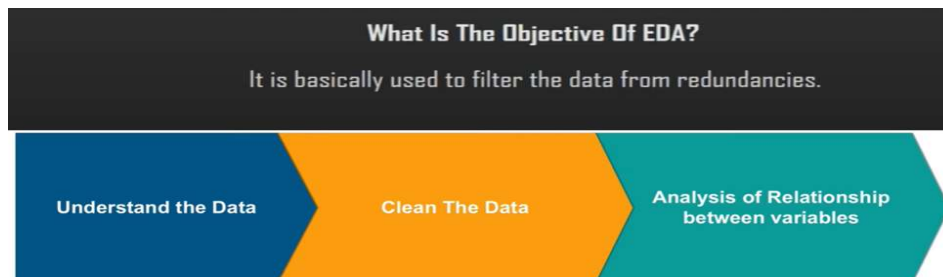 What Is The Objective Of EDA?
It is basically used to filter the data from redundancies.
Understand the Data
Clean The Data
Analysis of Relationship
between variables